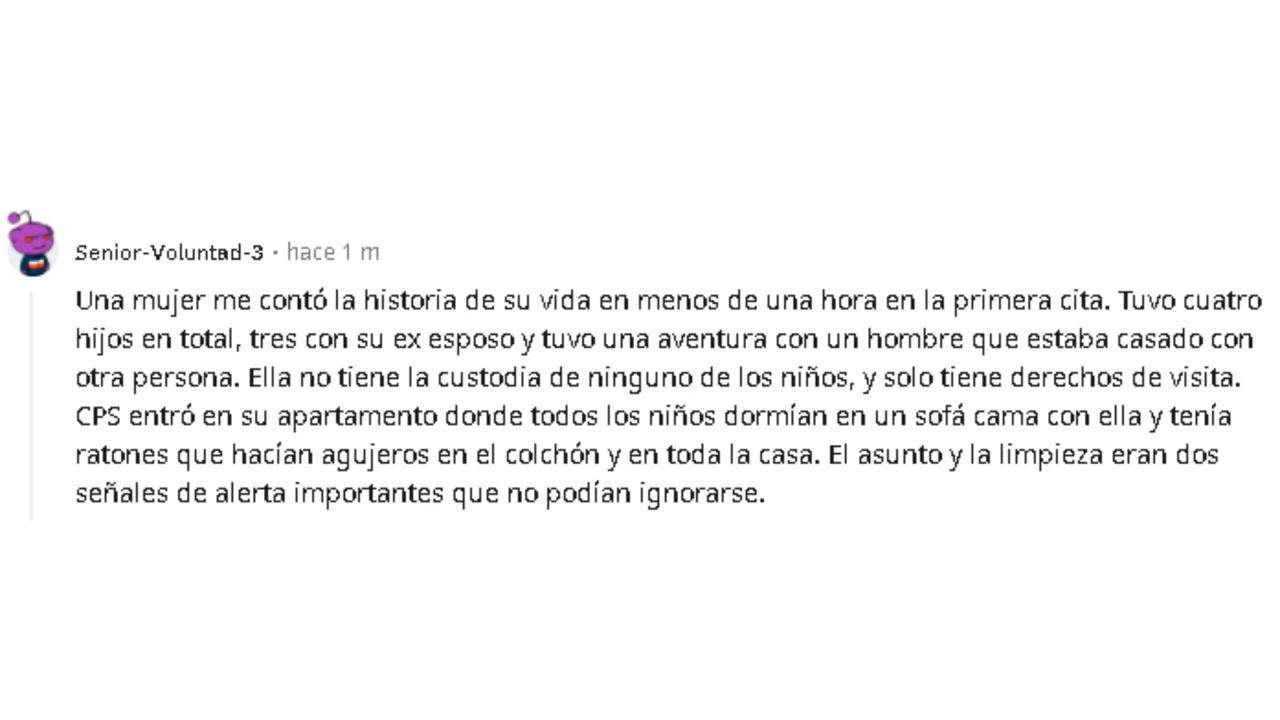 Senior-Voluntad-3 · hace 1 m
Una mujer me contó la historia de su vida en menos de una hora en la primera cita. Tuvo cuatro
hijos en total, tres con su ex esposo y tuvo una aventura con un hombre que estaba casado con
otra persona. Ella no tiene la custodia de ninguno de los niños, y solo tiene derechos de visita.
CPS entró en su apartamento donde todos los niños dormían en un sofá cama con ella y tenía
ratones que hacían agujeros en el colchón y en toda la casa. El asunto y la limpieza eran dos
señales de alerta importantes que no podían ignorarse.